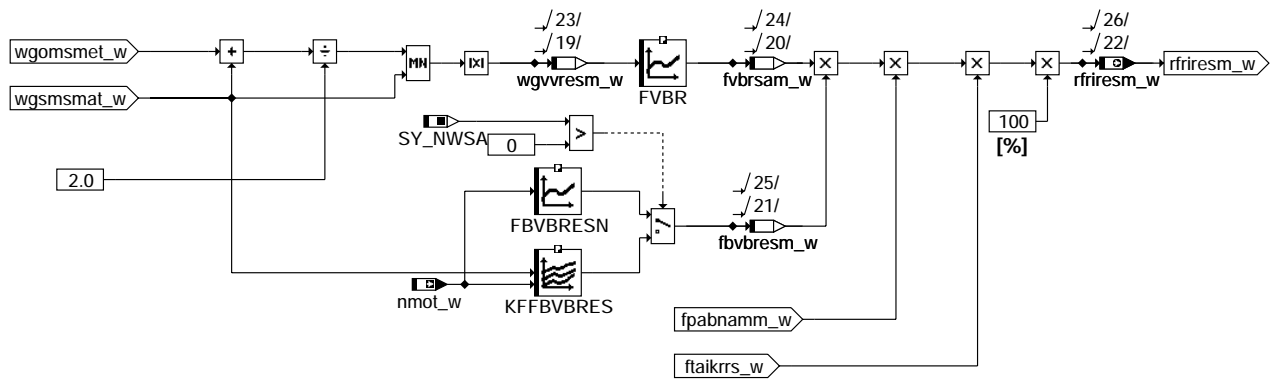 23/
24/
26/
wgomsmet_w
+
÷
19/
20/
22/
rfriresm_w
MN
|x|
×
×
×
×
wgvvresm_w
fvbrsam_w
rfriresm_w
wgsmsmat_w
FVBR
100
SY_NWSA
>
[%]
0
2.0
25/
21/
FBVBRESN
fbvbresm_w
nmot_w
KFFBVBRES
fpabnamm_w
ftaikrrs_w